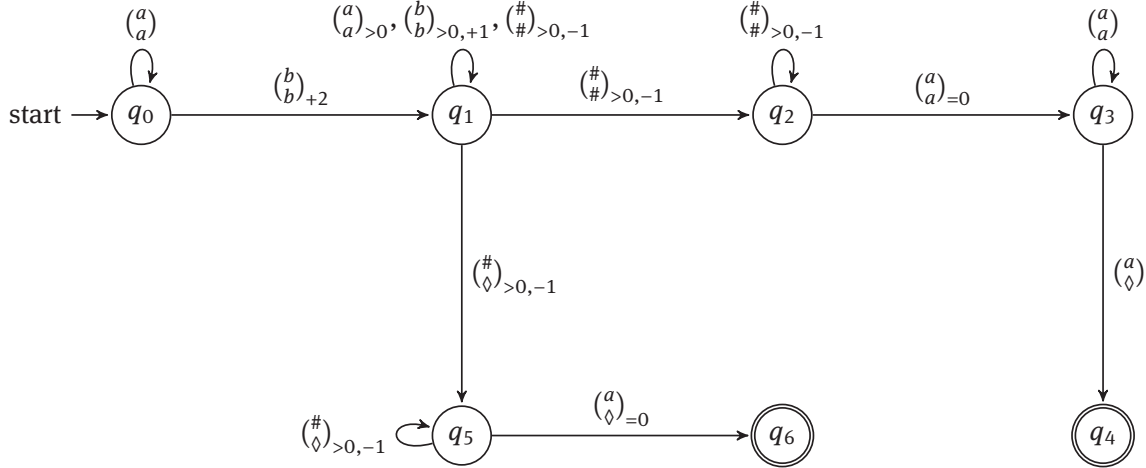 (a a) (a a)>0, (b b)>0,+1, (# #)>0,−1 (# #)>0,−1 (a a)
start q0 (b b)+2 q1 (# #)>0,−1 q2 (a a)=0 q3
(# ◊)>0,−1 (a ◊)
(# ◊)>0,−1 q5 (a ◊)=0 q6 q4